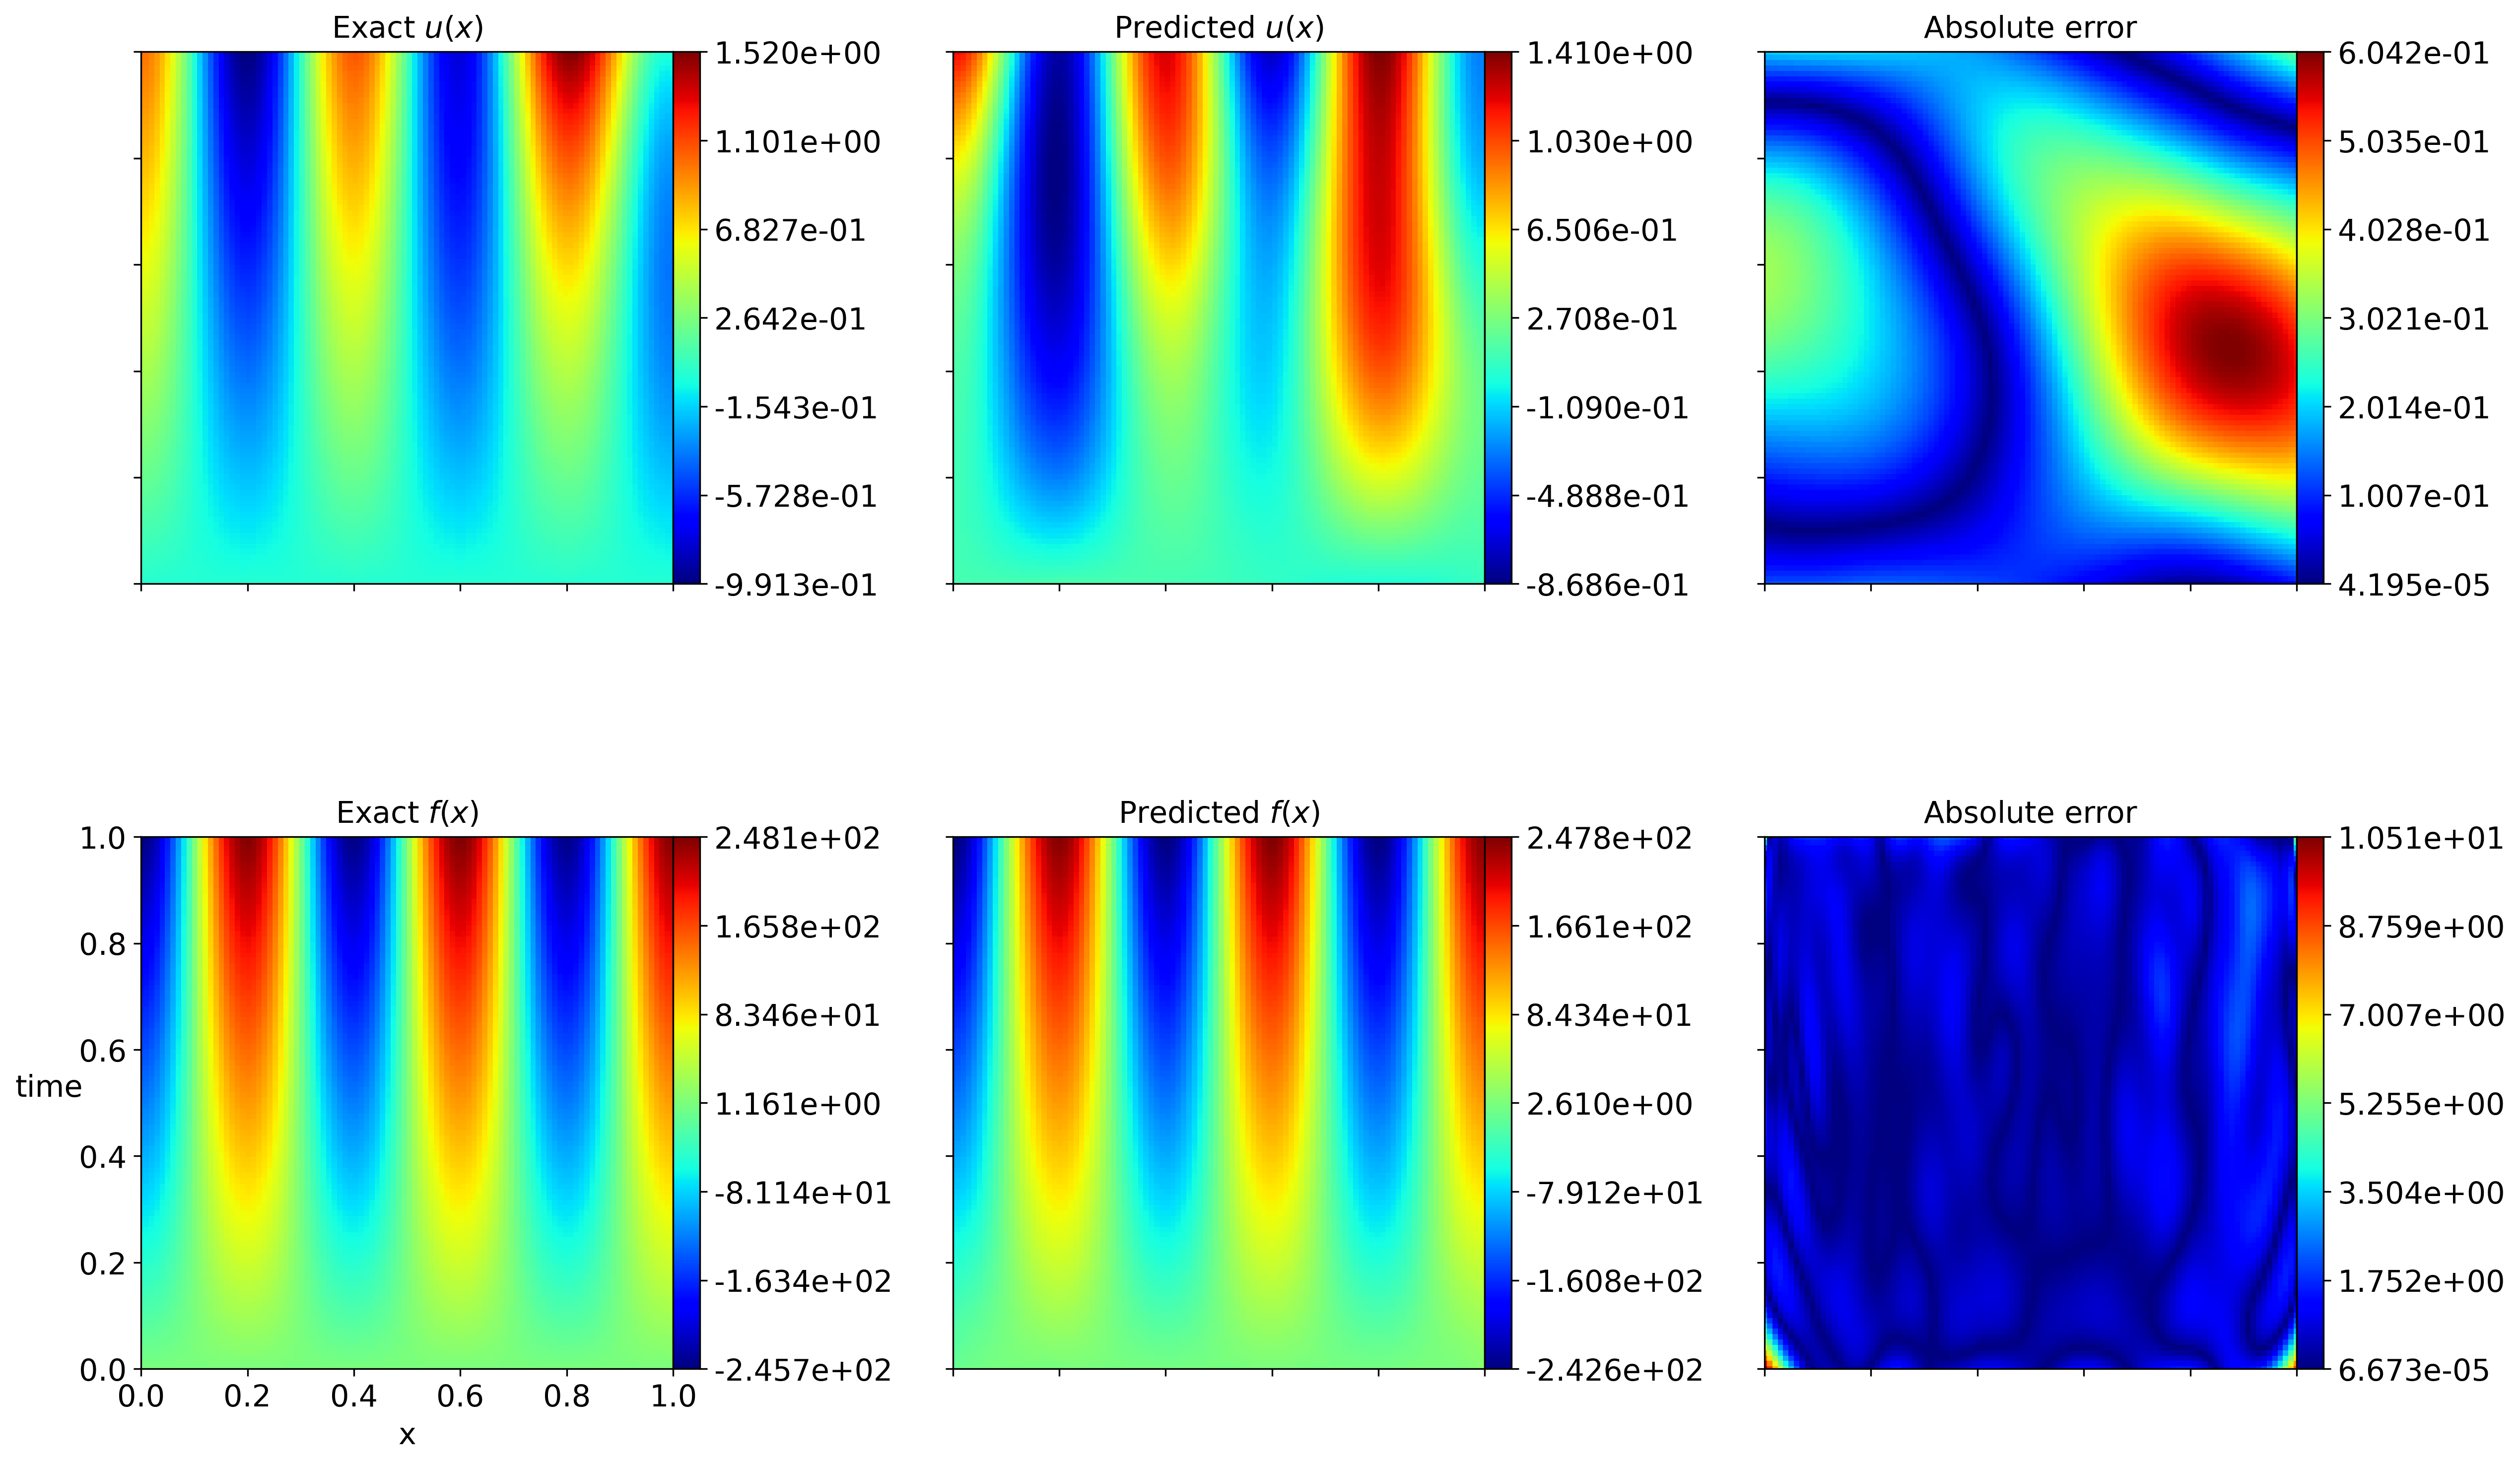 Exact u(x)
1.520e+00
1.101e+00
6.827e-01
2.642e-01
-1.543e-01
-5.728e-01
-9.913e-01
Predicted u(x)
1.410e+00
1.030e+00
6.506e-01
2.708e-01
-1.090e-01
-4.888e-01
-8.686e-01
Absolute error
6.042e-01
5.035e-01
4.028e-01
3.021e-01
2.014e-01
1.007e-01
4.195e-05
Exact f(x)
time
1.0
0.8
0.6
0.4
0.2
0.0
0.0 0.2 0.4 0.6 0.8 1.0
x
2.481e+02
1.658e+02
8.346e+01
1.161e+00
-8.114e+01
-1.634e+02
-2.457e+02
Predicted f(x)
2.478e+02
1.661e+02
8.434e+01
2.610e+00
-7.912e+01
-1.608e+02
-2.426e+02
Absolute error
1.051e+01
8.759e+00
7.007e+00
5.255e+00
3.504e+00
1.752e+00
6.673e-05